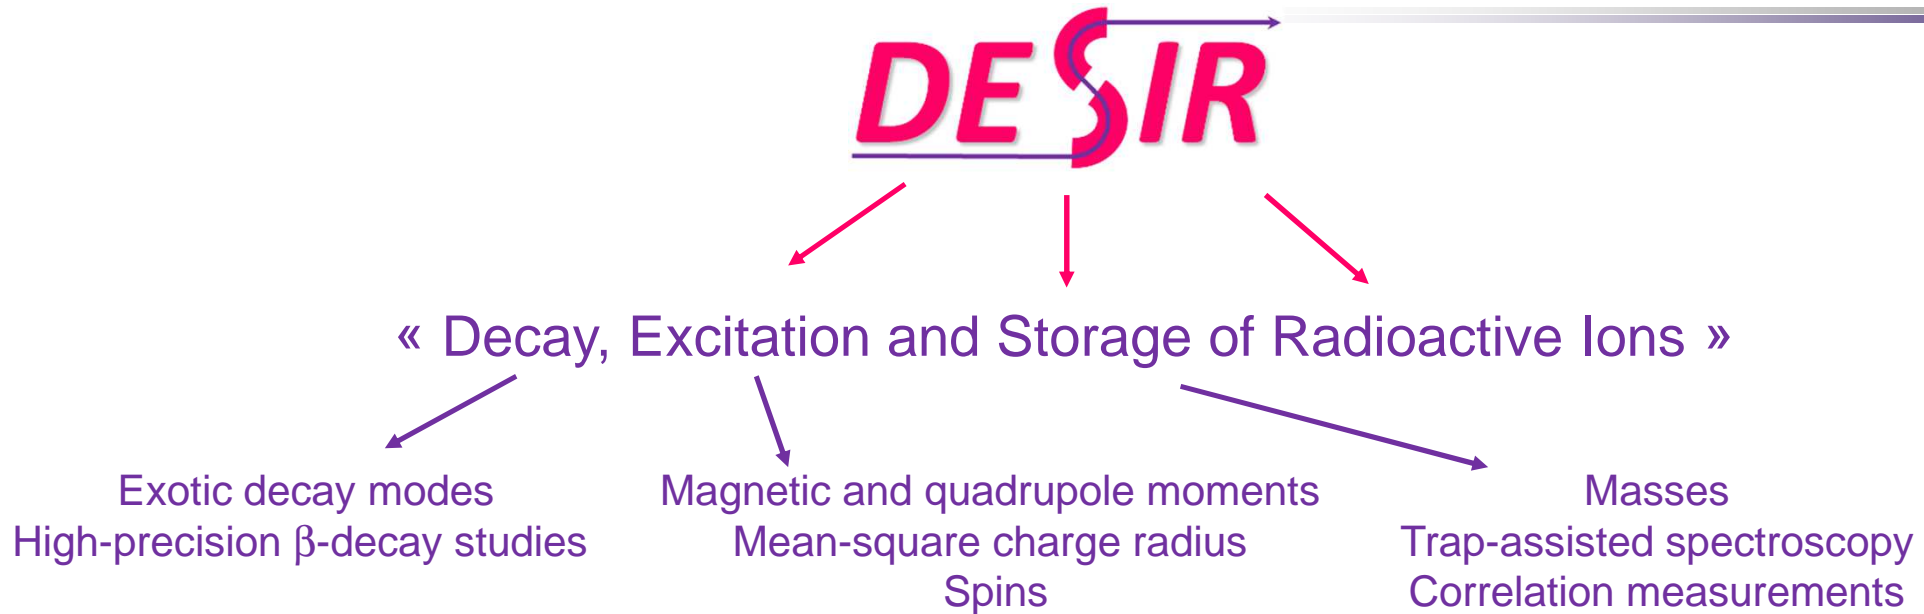 DESIR
« Decay, Excitation and Storage of Radioactive Ions »
Exotic decay modes
High-precision β-decay studies
Magnetic and quadrupole moments
Mean-square charge radius
Spins
Masses
Trap-assisted spectroscopy
Correlation measurements